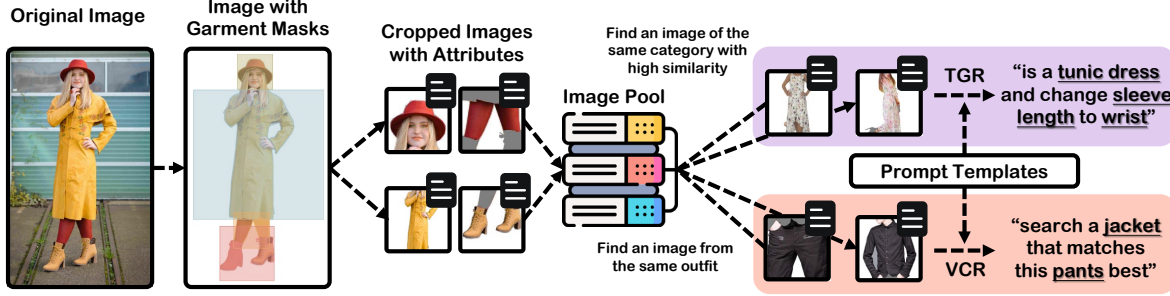 Original Image
Image with
Garment Masks
Cropped Images
with Attributes
Image Pool
Find an image of the
same category with
high similarity
Find an image from
the same outfit
TGR
“is a tunic dress
and change sleeve
length to wrist”
Prompt Templates
VCR
“search a jacket
that matches
this pants best”